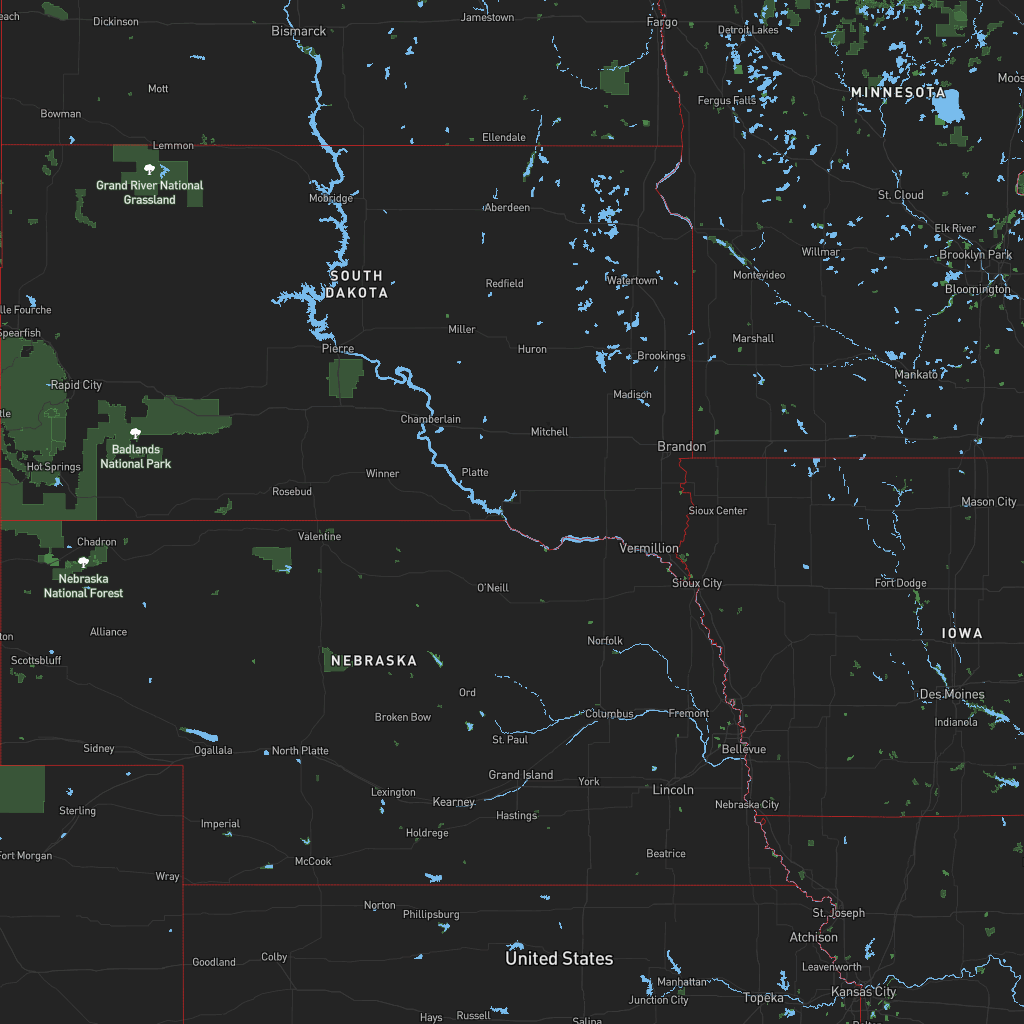 Dickinson
Bismarck
Jamestown
Fargo
Detroit Lakes
Mott
Fergus Falls
MINNESOTA
Bowman
Ellendale
Lemmon
Grand River National
Grassland
Mobridge
Aberdeen
St. Cloud
Elk River
Willmar
Brooklyn Park
SOUTH
DAKOTA
Montevideo
Redfield
Watertown
Bloomington
lle Fourche
Spearfish
Miller
Marshall
Pierre
Huron
Brookings
Mankato
Rapid City
Madison
Chamberlain
Mitchell
Brandon
Badlands
National Park
Hot Springs
Winner
Platte
Rosebud
Mason City
Sioux Center
Valentine
Chadron
Vermillion
Nebraska
National Forest
O'Neill
Sioux City
Fort Dodge
Alliance
Norfolk
IOWA
Scottsbluff
NEBRASKA
Ord
Des Moines
Broken Bow
Columbus
Fremont
Indianola
St. Paul
Sidney
Ogallala
North Platte
Bellevue
Grand Island
York
Lincoln
Lexington
Kearney
Nebraska City
Sterling
Hastings
Imperial
Holdrege
Fort Morgan
McCook
Beatrice
Wray
Norton
Phillipsburg
St. Joseph
Atchison
Goodland
Colby
United States
Leavenworth
Manhattan
Kansas City
Junction City
Topeka
Hays
Russell
Salina